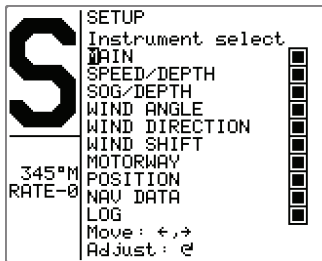 S
345°M
RATE-0
SETUP
Instrument select
MAIN
SPEED/DEPTH
SOG/DEPTH
WIND ANGLE
WIND DIRECTION
WIND SHIFT
MOTORWAY
POSITION
NAV DATA
LOG
Move: ←,→
Adjust: ↻